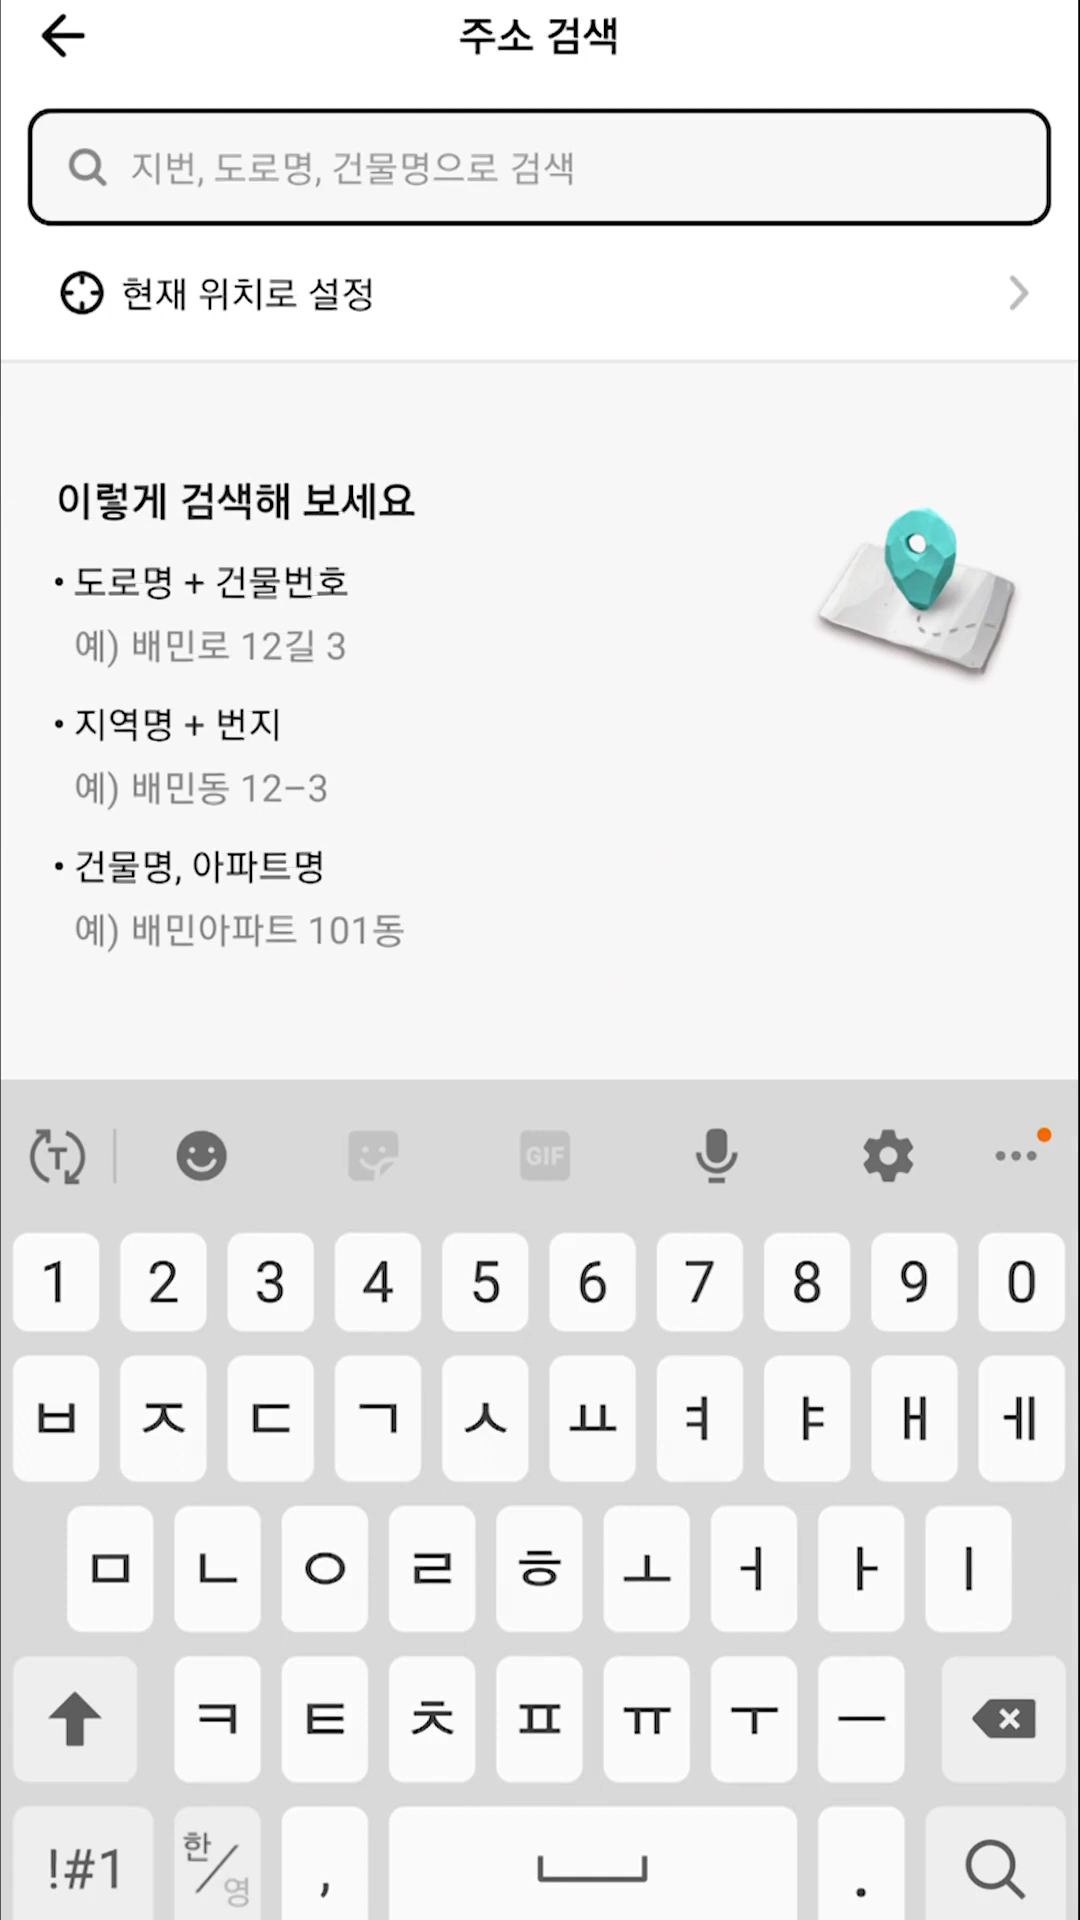 주소 검색
지번, 도로명, 건물명으로 검색
현재 위치로 설정
이렇게 검색해 보세요
• 도로명 + 건물번호
예) 배민로 12길 3
• 지역명 + 번지
예) 배민동 12-3
• 건물명, 아파트명
예) 배민아파트 101동
T GIF
1 2 3 4 5 6 7 8 9 0
ㅂ ㅈ ㄷ ㄱ ㅅ ㅛ ㅕ ㅑ ㅐ ㅔ
ㅁ ㄴ ㅇ ㄹ ㅎ ㅗ ㅓ ㅏ ㅣ
ㅋ ㅌ ㅊ ㅍ ㅠ ㅜ ㅡ
!#1 한/영 , .